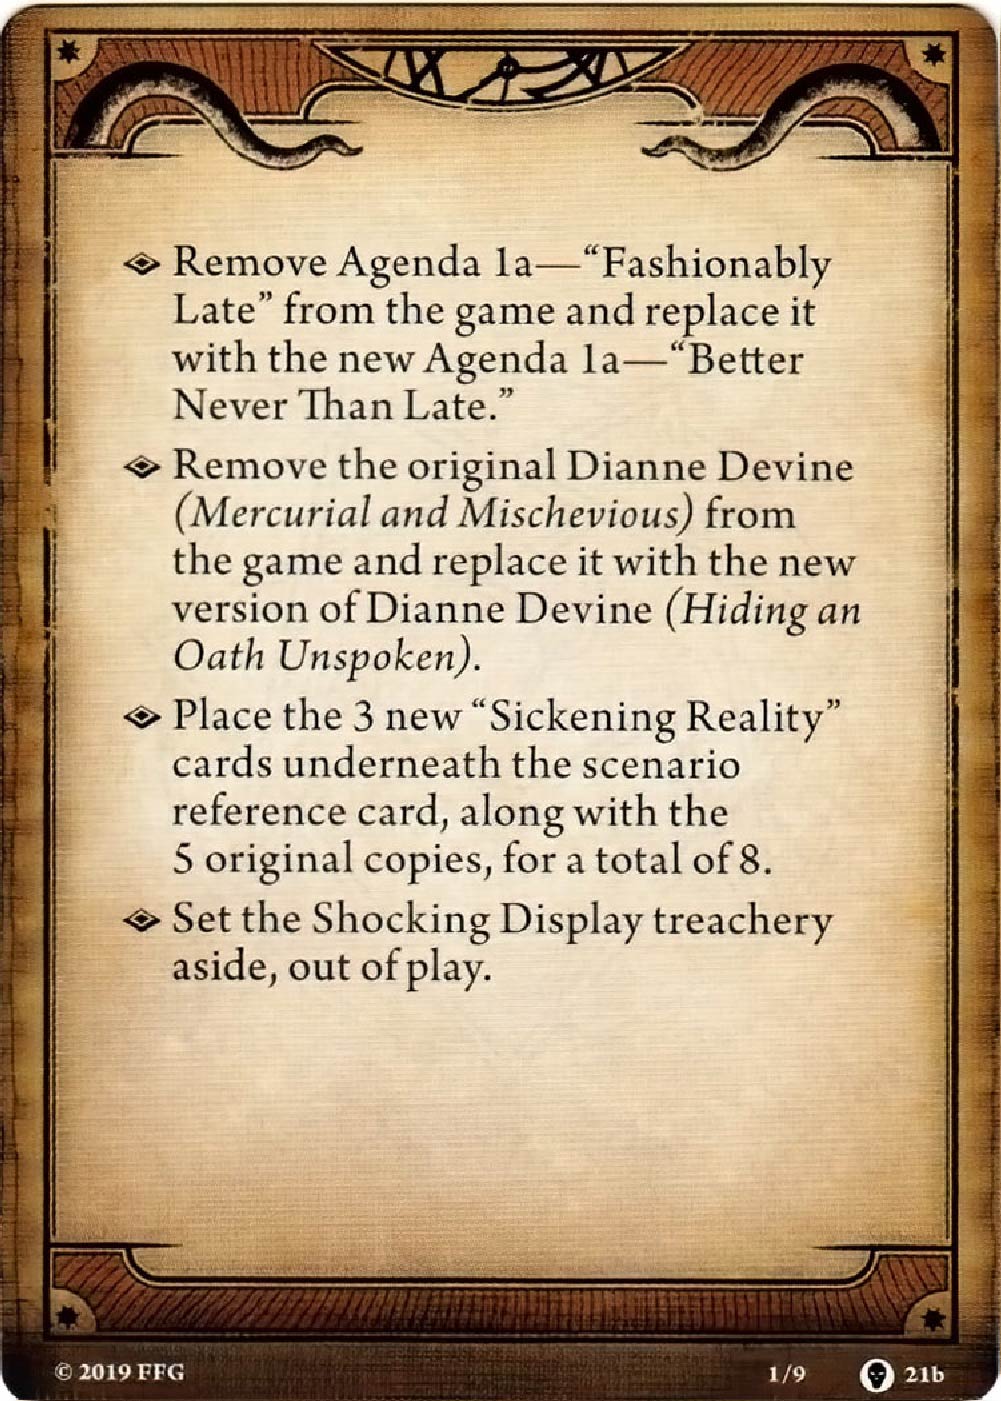 Remove Agenda 1a—“Fashionably
Late” from the game and replace it
with the new Agenda 1a—“Better
Never Than Late.”
Remove the original Dianne Devine
(Mercurial and Mischevious) from
the game and replace it with the new
version of Dianne Devine (Hiding an
Oath Unspoken).
Place the 3 new “Sickening Reality”
cards underneath the scenario
reference card, along with the
5 original copies, for a total of 8.
Set the Shocking Display treachery
aside, out of play.
© 2019 FFG 1/9 21b